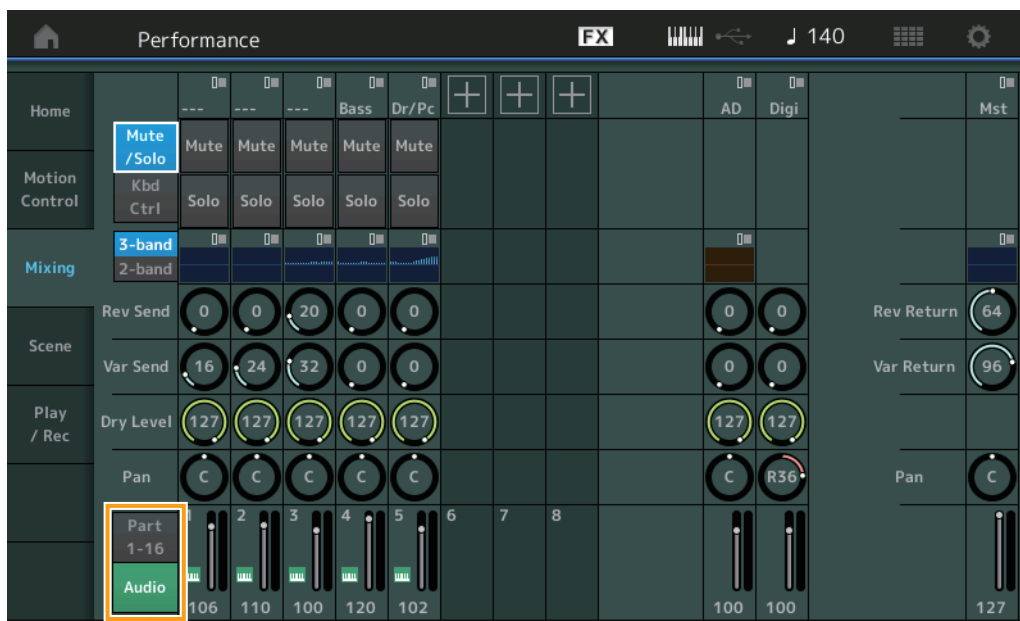 Performance FX 140
--- --- --- Bass Dr/Pc AD Digi Mst
Home
Mute /Solo Mute Mute Mute Mute Mute
Motion Control
Kbd Ctrl Solo Solo Solo Solo Solo
3-band
2-band
Mixing
Rev Send 0 0 20 0 0 0 0 Rev Return 64
Scene
Var Send 16 24 32 0 0 0 0 Var Return 96
Play / Rec
Dry Level 127 127 127 127 127 127 127
Pan C C C C C C R36 Pan C
Part 1-16 1 2 3 4 5 6 7 8
Audio
106 110 100 120 102 100 100 127